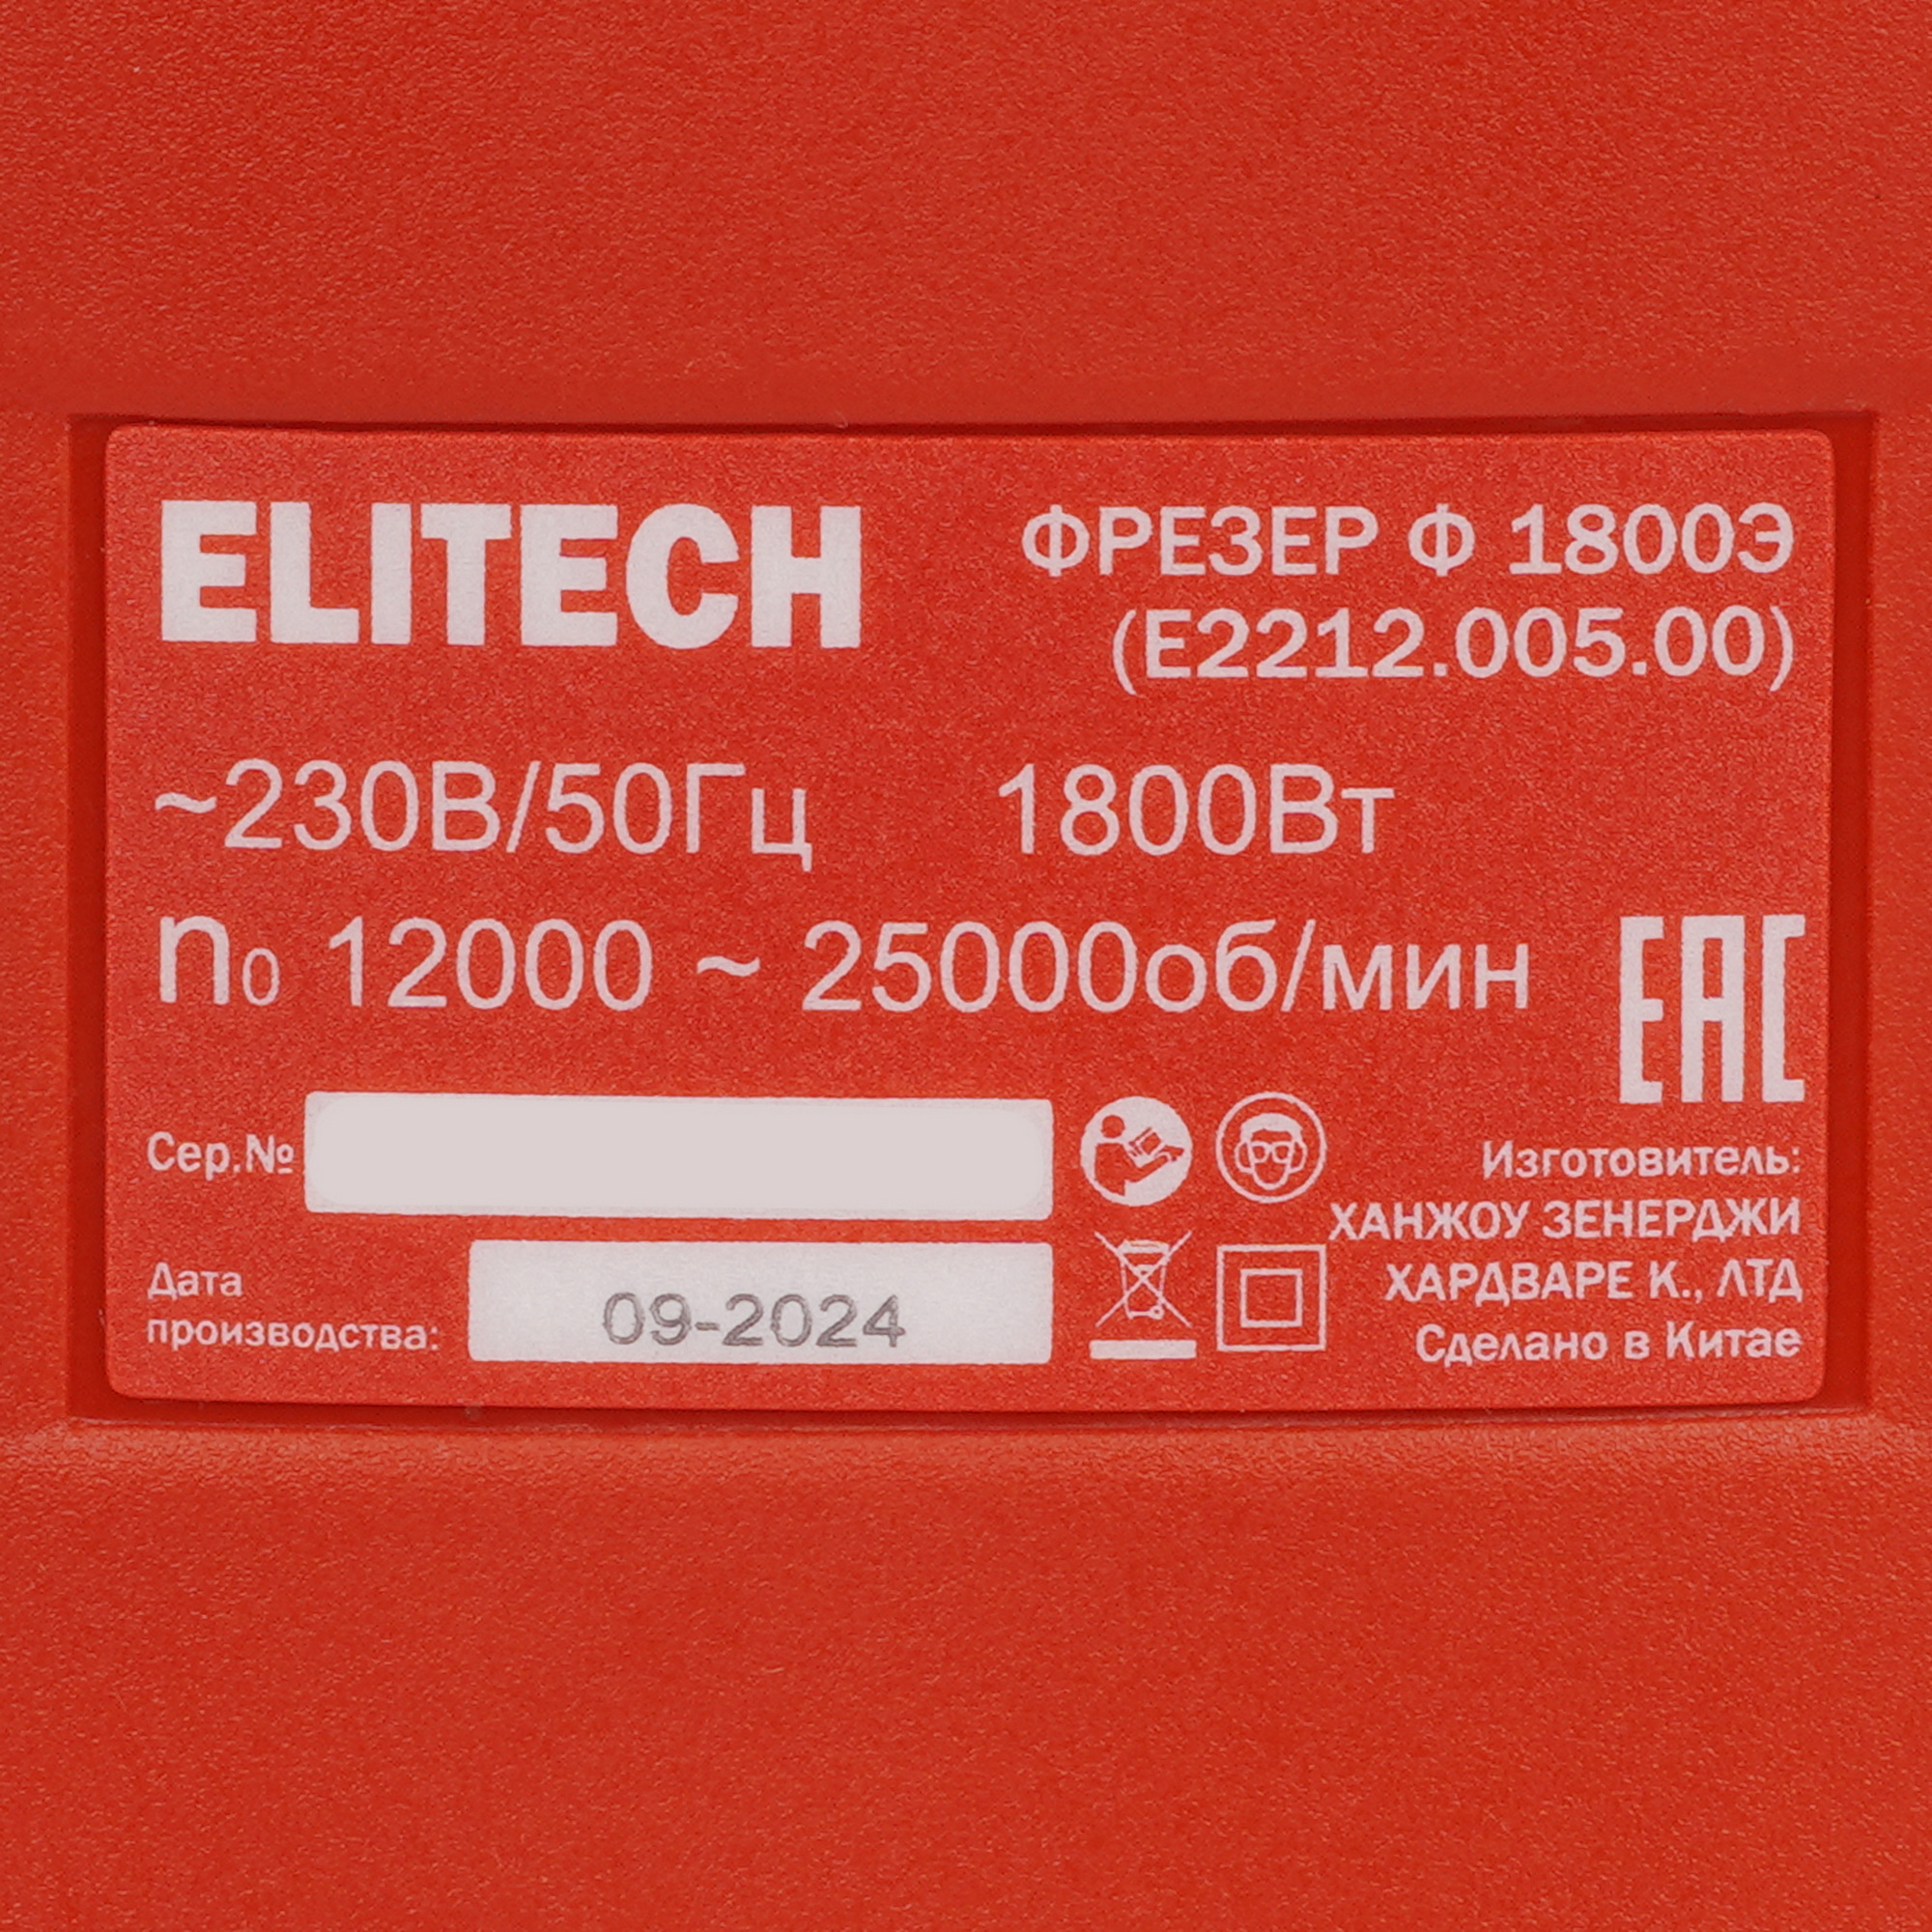 ELITECH
ФРЕЗЕР Ф 1800Э
(E2212.005.00)
~230В/50Гц 1800Вт
n0 12000 ~ 25000об/мин
EAC
Сер.№
Дата
производства:
09-2024
Изготовитель:
ХАНЖОУ ЗЕНЕРДЖИ
ХАРДВАРЕ К., ЛТД
Сделано в Китае